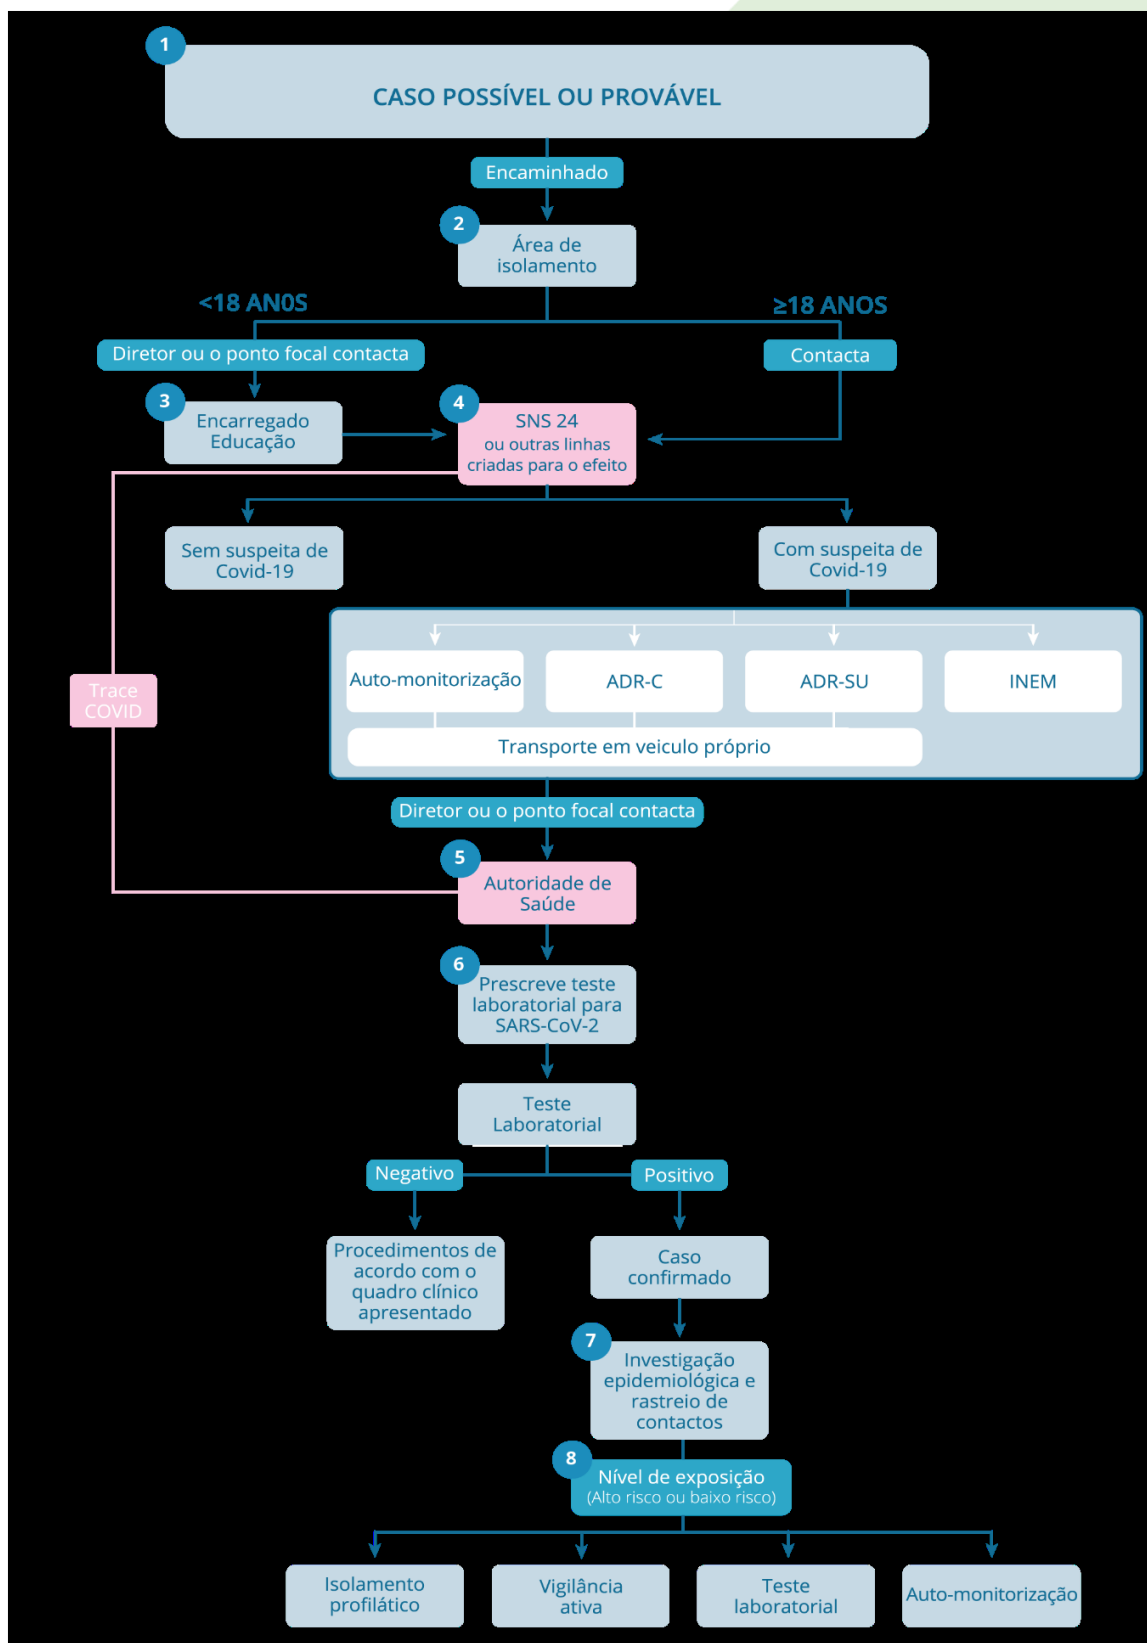 1
CASO POSSÍVEL OU PROVÁVEL
Encaminhado
2
Área de
isolamento
<18 AN0S
≥18 ANOS
Diretor ou o ponto focal contacta
Contacta
3
Encarregado
Educação
4
SNS 24
ou outras linhas
criadas para o efeito
Sem suspeita de
Covid-19
Com suspeita de
Covid-19
Trace
COVID
Auto-monitorização
ADR-C
ADR-SU
INEM
Transporte em veiculo próprio
Diretor ou o ponto focal contacta
5
Autoridade de
Saúde
6
Prescreve teste
laboratorial para
SARS-CoV-2
Teste
Laboratorial
Negativo
Positivo
Procedimentos de
acordo com o
quadro clínico
apresentado
Caso
confirmado
7
Investigação
epidemiológica e
rastreio de
contactos
8
Nível de exposição
(Alto risco ou baixo risco)
Isolamento
profilático
Vigilância
ativa
Teste
laboratorial
Auto-monitorização